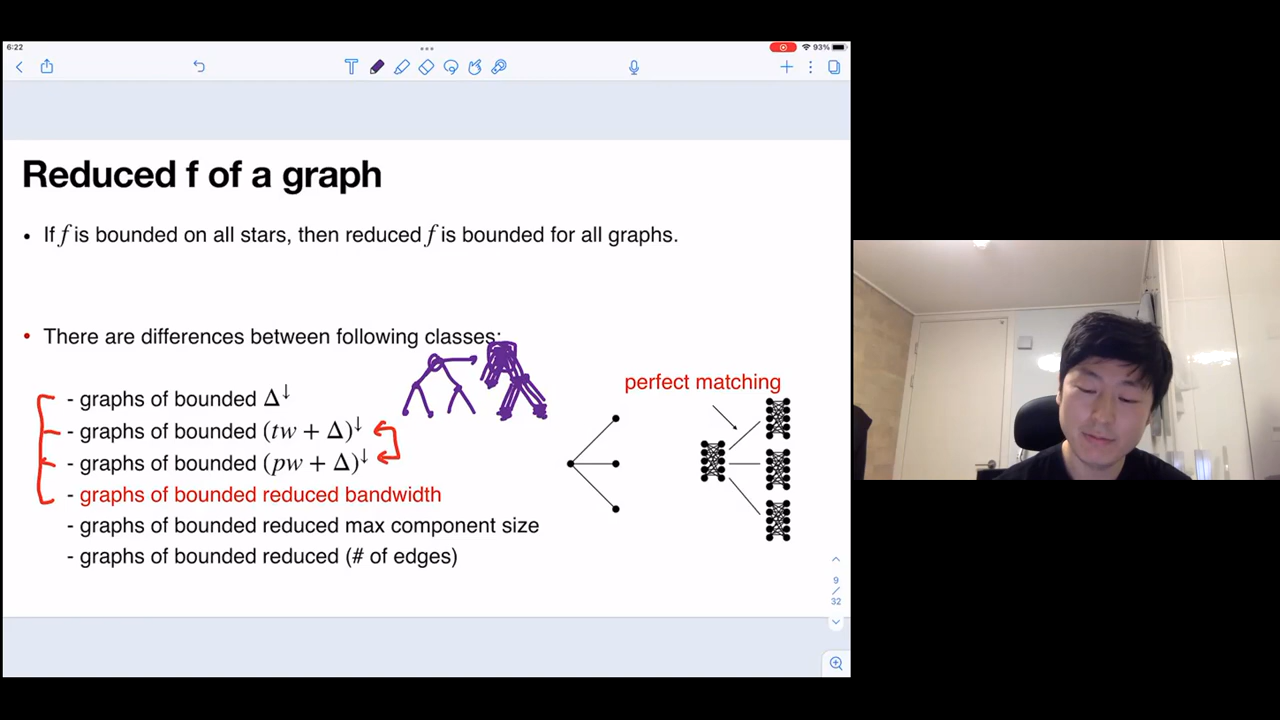 6:22
93%
Reduced f of a graph
• If f is bounded on all stars, then reduced f is bounded for all graphs.
• There are differences between following classes:
perfect matching
- graphs of bounded Δ↓
- graphs of bounded (tw + Δ)↓
- graphs of bounded (pw + Δ)↓
- graphs of bounded reduced bandwidth
- graphs of bounded reduced max component size
- graphs of bounded reduced (# of edges)
9
/
32